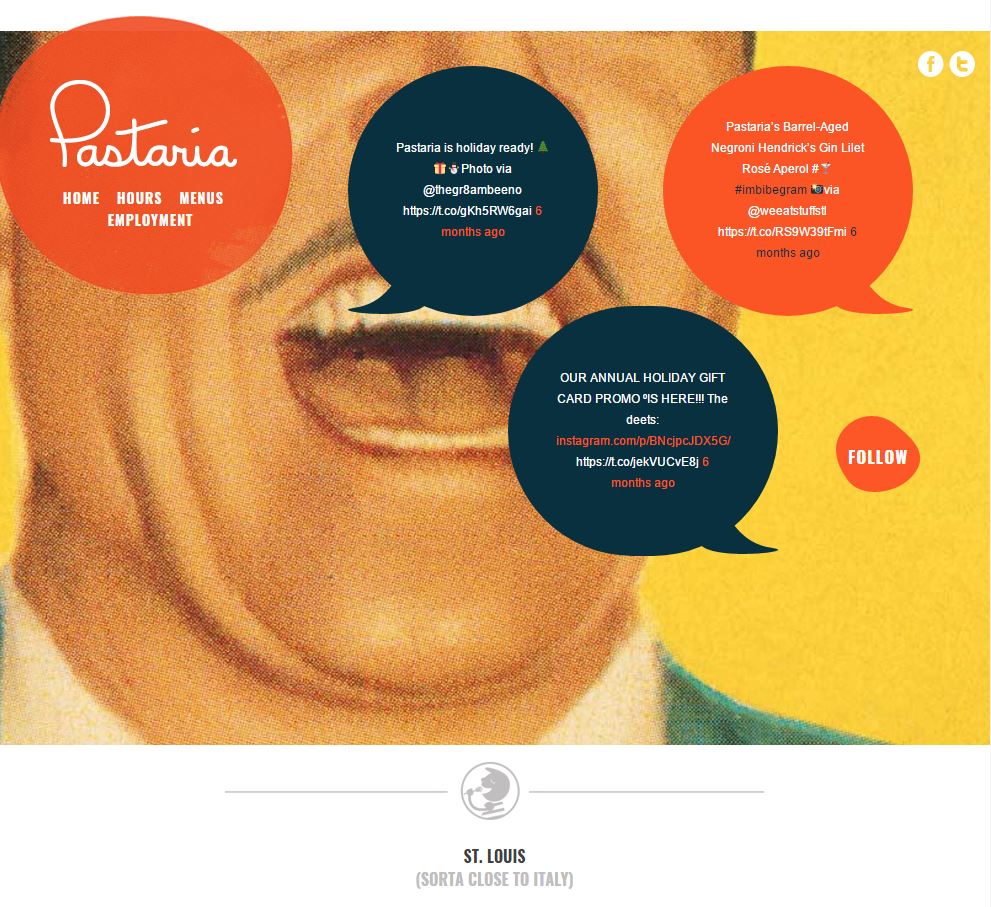 Pastaria
HOME HOURS MENUS
EMPLOYMENT
Pastaria is holiday ready! 🎄
🎁⛄Photo via
@thegr8ambeeno
https://t.co/gKh5RW6gai 6
months ago
Pastaria's Barrel-Aged
Negroni Hendrick's Gin Lilet
Rosé Aperol #🍸
#imbibegram 📷via
@weeatstuffstl
https://t.co/RS9W39tFmi 6
months ago
OUR ANNUAL HOLIDAY GIFT
CARD PROMO IS HERE!!! The
deets:
instagram.com/p/BNcjpcJDX5G/
https://t.co/jekVUCvE8j 6
months ago
FOLLOW
ST. LOUIS
(SORTA CLOSE TO ITALY)